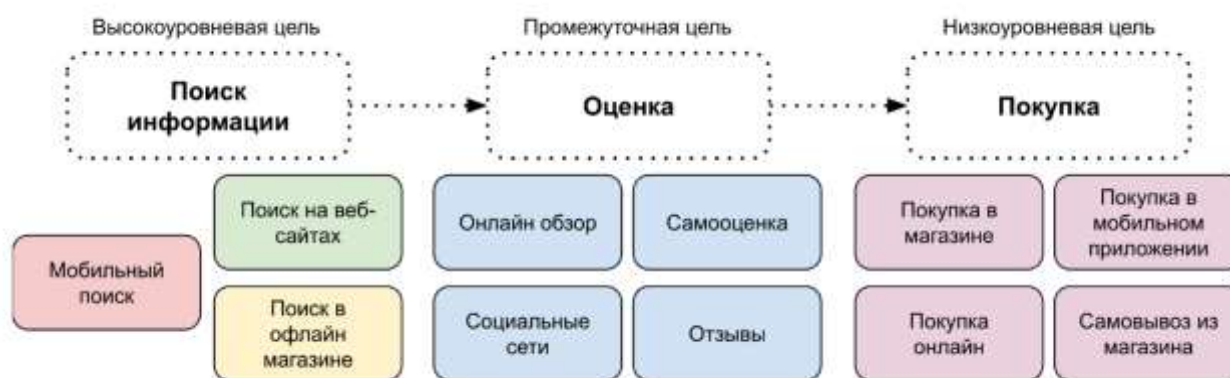 Высокоуровневая цель
Промежуточная цель
Низкоуровневая цель
Поиск
информации
Оценка
Покупка
Мобильный
поиск
Поиск на веб-
сайтах
Поиск в
офлайн
магазине
Онлайн обзор
Самооценка
Социальные
сети
Отзывы
Покупка в
магазине
Покупка в
мобильном
приложении
Покупка
онлайн
Самовывоз из
магазина